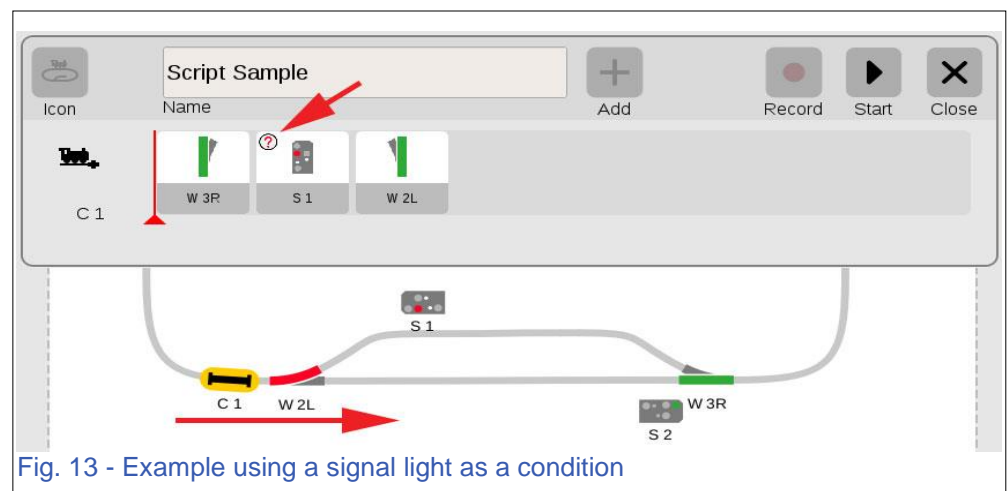 Script Sample
Icon Name Add Record Start Close
?
W 3R S 1 W 2L
C 1
S 1
C 1 W 2L W 3R
S 2
Fig. 13 - Example using a signal light as a condition